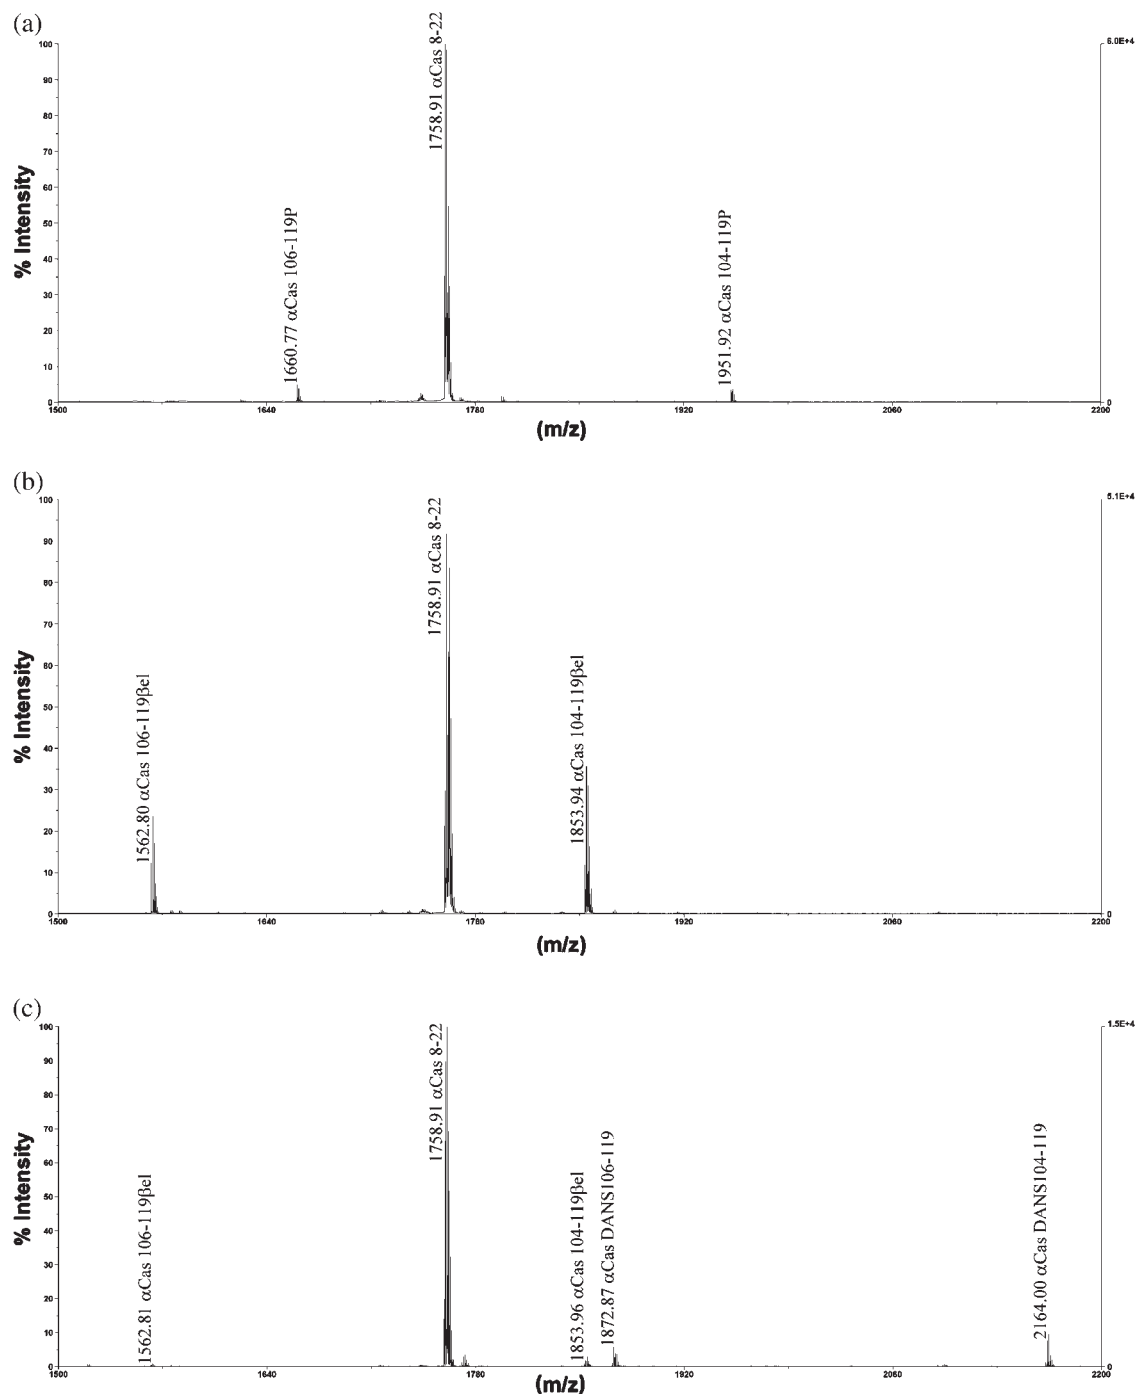 (a)
6.0E+4
100
90
80
70
60
50
40
30
20
10
0
% Intensity
1660.77 αCas 106-119P
1758.91 αCas 8-22
1951.92 αCas 104-119P
0
1500 1640 1780 1920 2060 2200
(m/z)
(b)
5.1E+4
100
90
80
70
60
50
40
30
20
10
0
% Intensity
1562.80 αCas 106-119βel
1758.91 αCas 8-22
1853.94 αCas 104-119βel
0
1500 1640 1780 1920 2060 2200
(m/z)
(c)
1.5E+4
100
90
80
70
60
50
40
30
20
10
0
% Intensity
1562.81 αCas 106-119βel
1758.91 αCas 8-22
1853.96 αCas 104-119βel
1872.87 αCas DANS106-119
2164.00 αCas DANS104-119
0
1500 1640 1780 1920 2060 2200
(m/z)